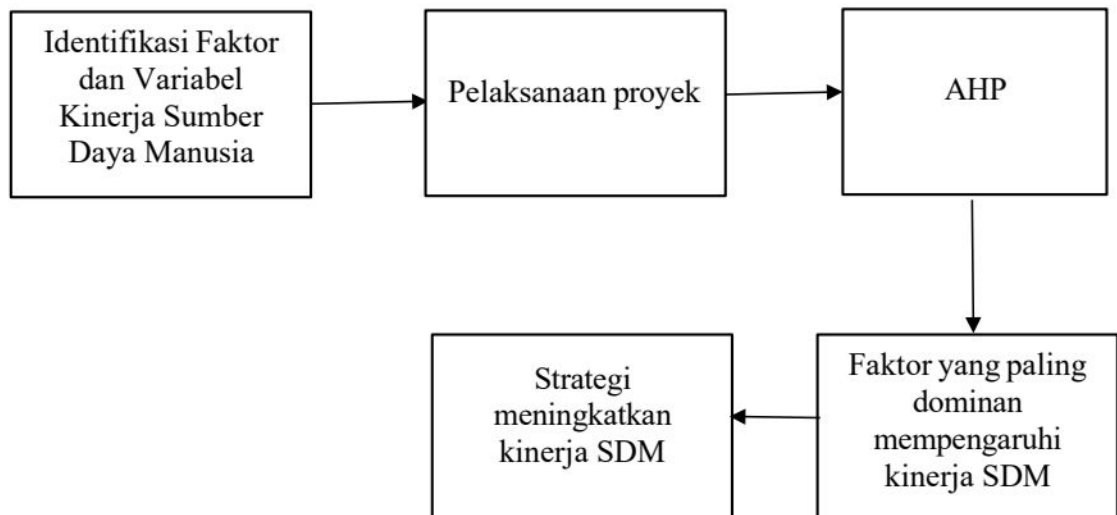 Identifikasi Faktor
dan Variabel
Kinerja Sumber
Daya Manusia
Pelaksanaan proyek
AHP
Faktor yang paling
dominan
mempengaruhi
kinerja SDM
Strategi
meningkatkan
kinerja SDM